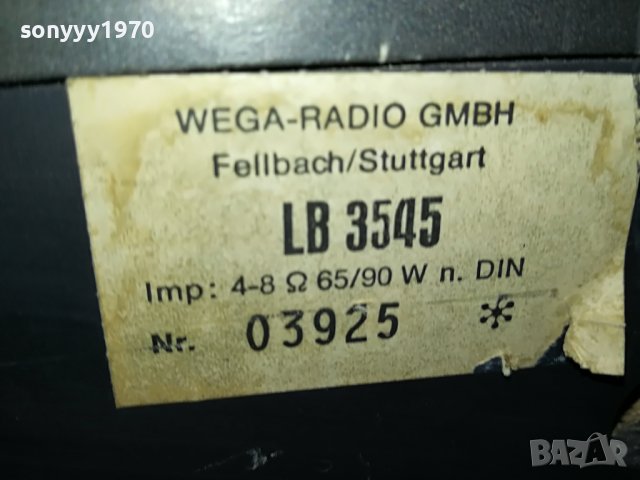 sonyyy1970
WEGA-RADIO GMBH
Fellbach/Stuttgart
LB 3545
Imp: 4-8 Ω 65/90 W n. DIN
Nr. 03925 *
BAZAR